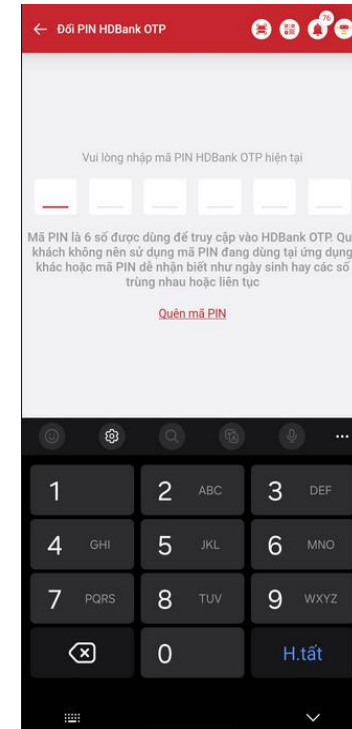 Đổi PIN HDBank OTP
76
Vui lòng nhập mã PIN HDBank OTP hiện tại
Mã PIN là 6 số được dùng để truy cập vào HDBank OTP. Quý
khách không nên sử dụng mã PIN đang dùng tại ứng dụng
khác hoặc mã PIN dễ nhận biết như ngày sinh hay các số
trùng nhau hoặc liên tục
Quên mã PIN
1
2 ABC
3 DEF
4 GHI
5 JKL
6 MNO
7 PQRS
8 TUV
9 WXYZ
0
H.tất